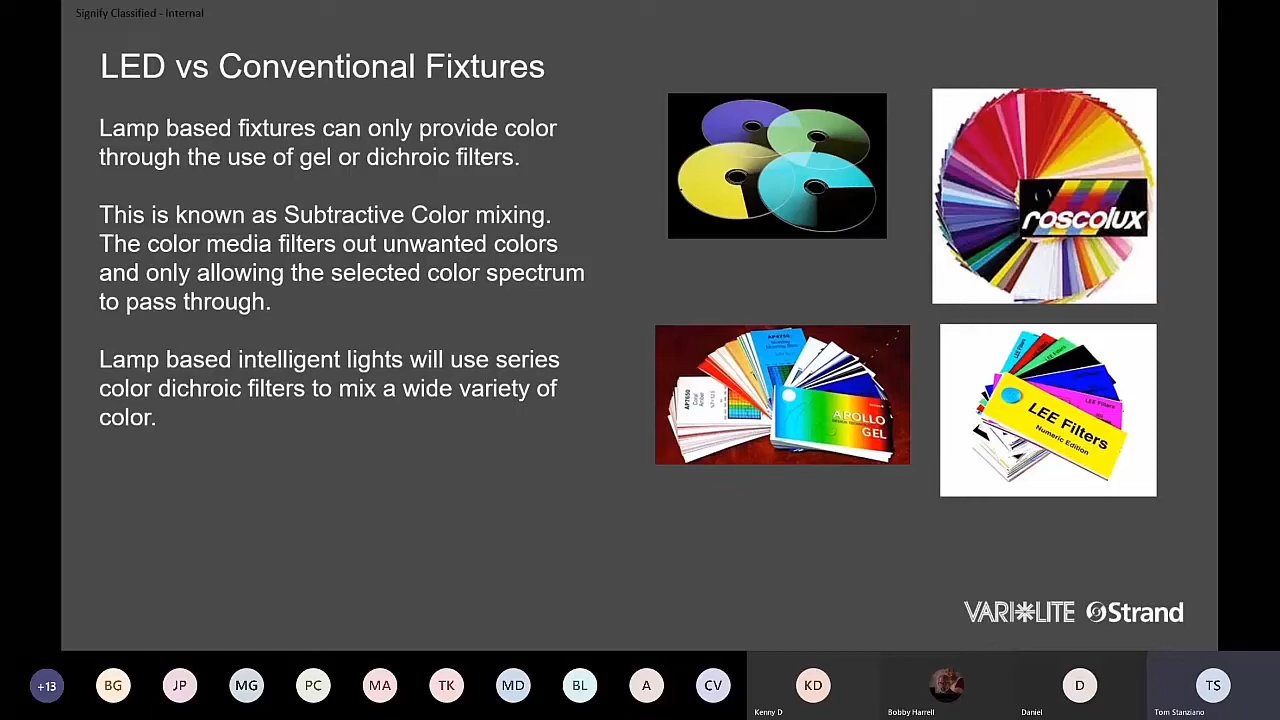 Signify Classified - Internal
LED vs Conventional Fixtures
Lamp based fixtures can only provide color
through the use of gel or dichroic filters.
This is known as Subtractive Color mixing.
The color media filters out unwanted colors
and only allowing the selected color spectrum
to pass through.
Lamp based intelligent lights will use series
color dichroic filters to mix a wide variety of
color.
roscolux
APOLLO
GEL
LEE Filters
LEE Filters
Numeric Edition
VARI*LITE Strand
+13
BG
JP
MG
PC
MA
TK
MD
BL
A
CV
KD
Kenny D
Bobby Harrell
D
Daniel
TS
Tom Stanziano